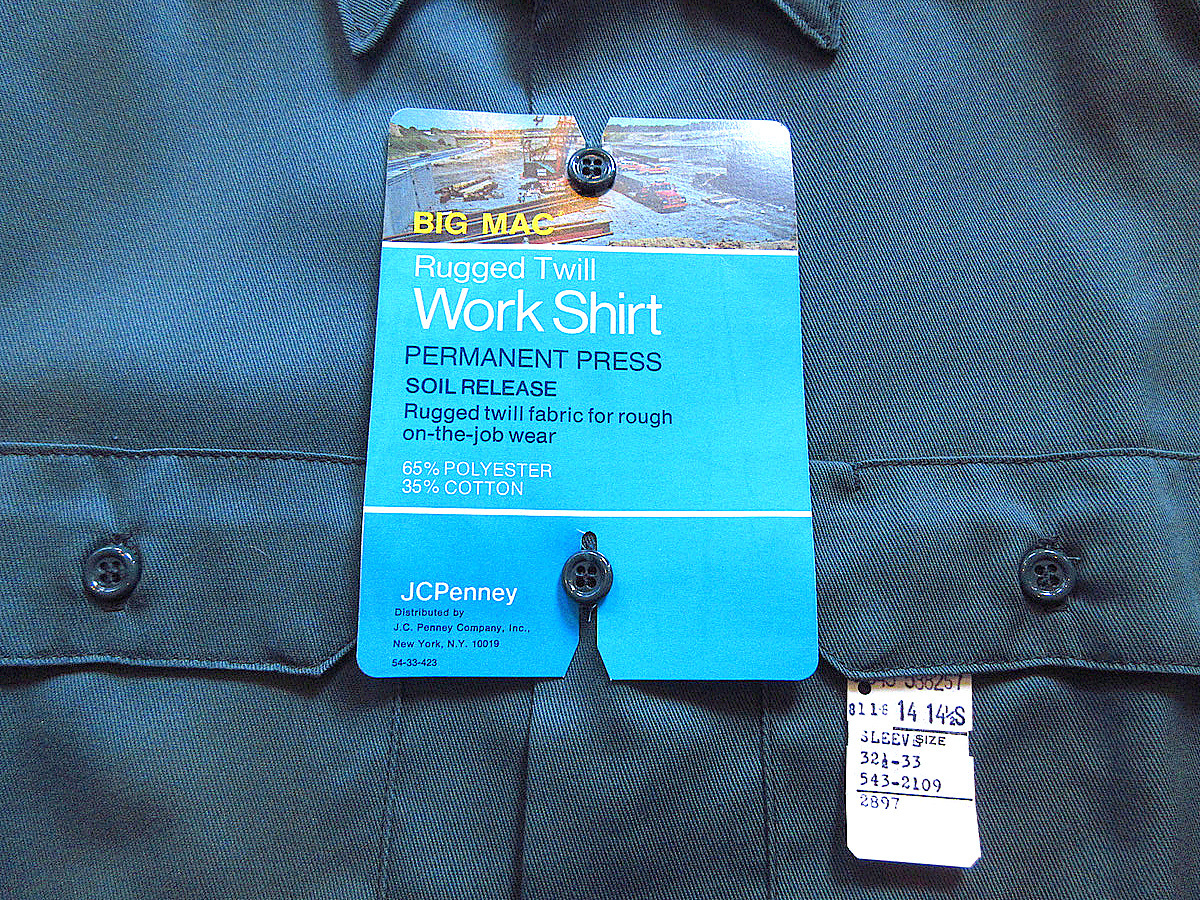 BIG MAC
Rugged Twill
Work Shirt
PERMANENT PRESS
SOIL RELEASE
Rugged twill fabric for rough
on-the-job wear
65% POLYESTER
35% COTTON
JCPenney
Distributed by
J.C. Penney Company, Inc.,
New York, N.Y. 10019
54-33-423
14 14½S
SLEEVE SIZE
32½-33
543-2109
2897